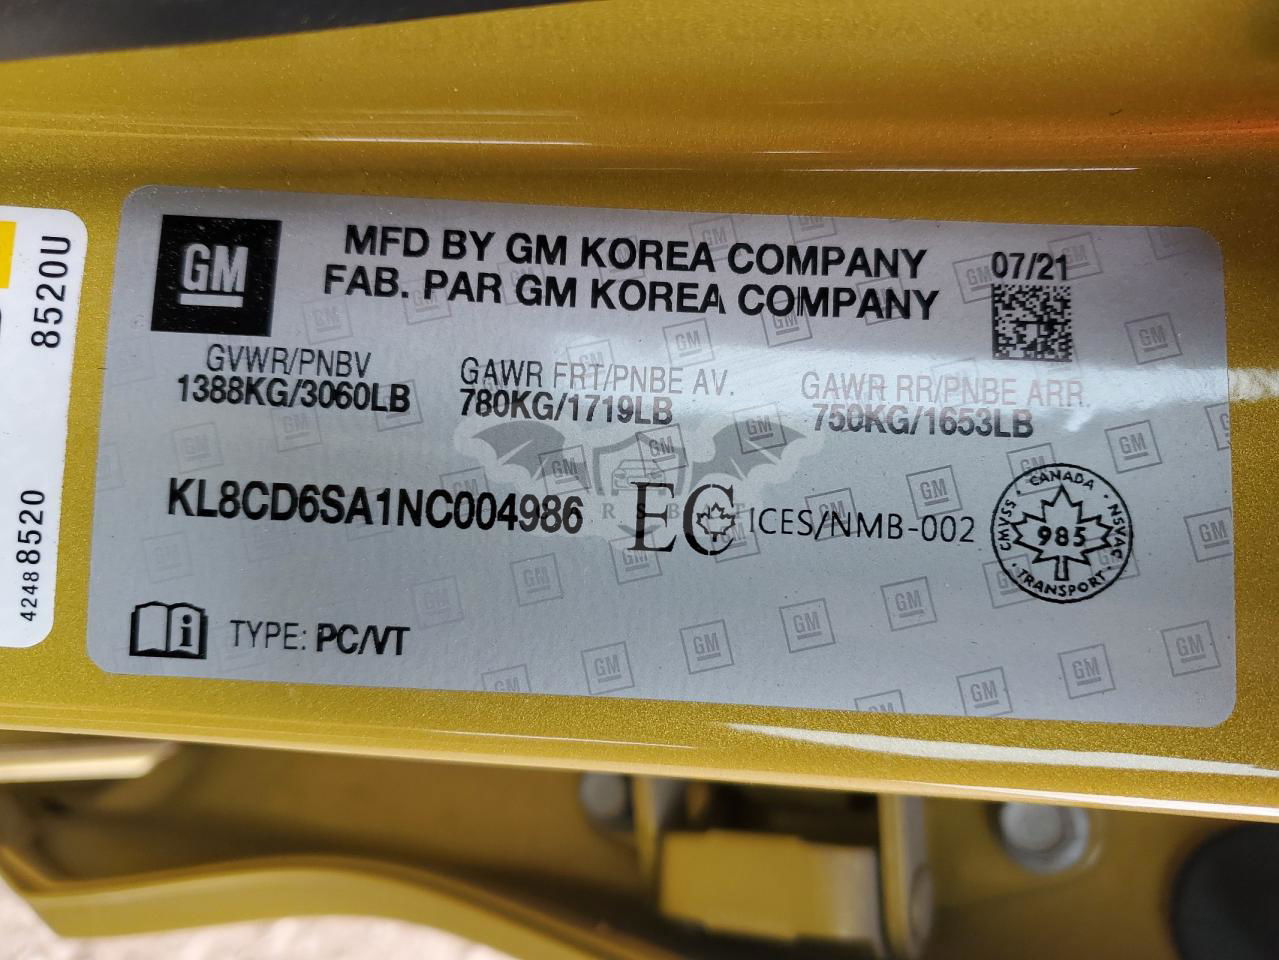 GM
MFD BY GM KOREA COMPANY
FAB. PAR GM KOREA COMPANY
07/21
GVWR/PNBV
1388KG/3060LB
GAWR FRT/PNBE AV.
780KG/1719LB
GAWR RR/PNBE ARR.
750KG/1653LB
KL8CD6SA1NC004986
EC ICES/NMB-002
CANADA
CMVSS 985 NSVAC
TRANSPORT
TYPE: PC/VT
8520U
4248 8520